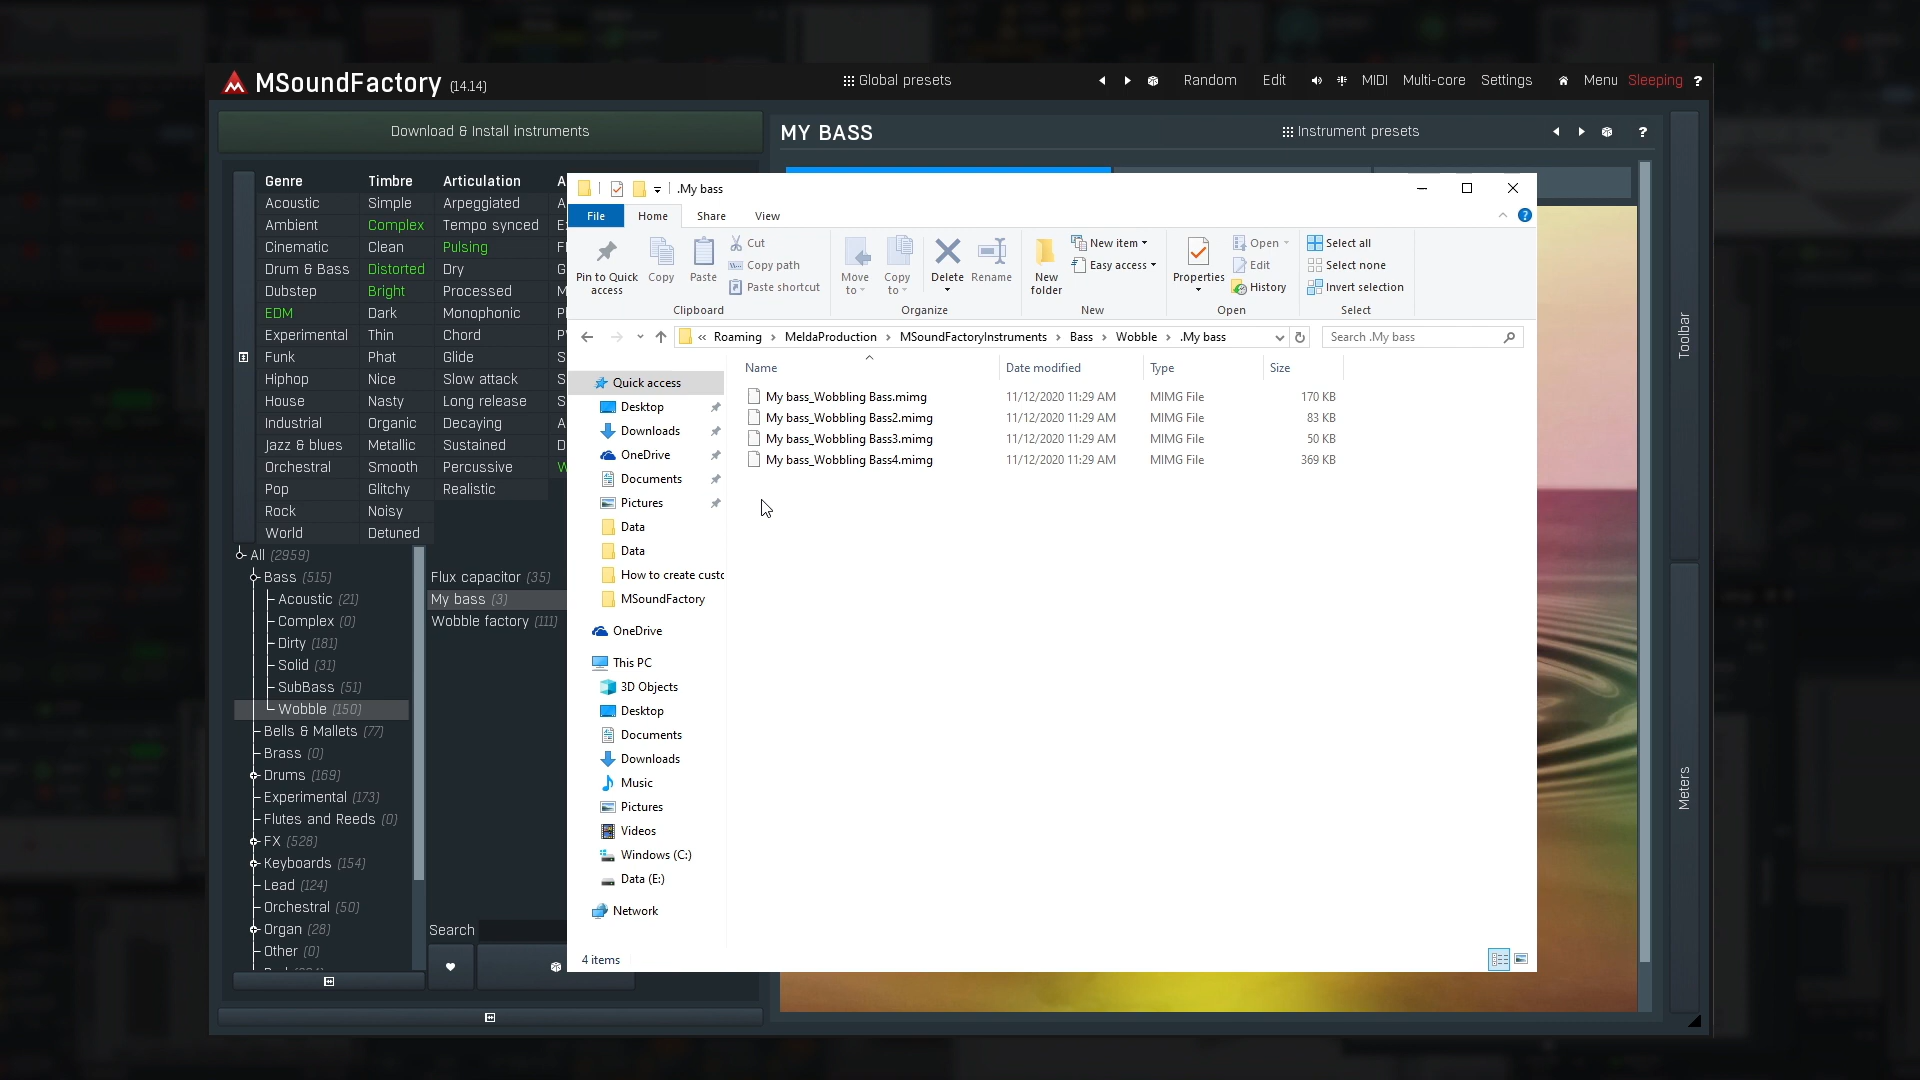 MSoundFactory (14.14)
Global presets
Random
Edit
MIDI
Multi-core
Settings
Menu
Sleeping
?
Download & Install instruments
MY BASS
Instrument presets
?
Toolbar
Meters
Genre
Acoustic
Ambient
Cinematic
Drum & Bass
Dubstep
EDM
Experimental
Funk
Hiphop
House
Industrial
Jazz & blues
Orchestral
Pop
Rock
World
Timbre
Simple
Complex
Clean
Distorted
Bright
Dark
Thin
Phat
Nice
Nasty
Organic
Metallic
Smooth
Glitchy
Noisy
Detuned
Articulation
Arpeggiated
Tempo synced
Pulsing
Dry
Processed
Monophonic
Chord
Glide
Slow attack
Long release
Decaying
Sustained
Percussive
Realistic
All (2959)
Bass (515)
Acoustic (21)
Complex (0)
Dirty (181)
Solid (31)
SubBass (51)
Wobble (150)
Bells & Mallets (77)
Brass (0)
Drums (169)
Experimental (173)
Flutes and Reeds (0)
FX (528)
Keyboards (154)
Lead (124)
Orchestral (50)
Organ (28)
Other (0)
Flux capacitor (35)
My bass (3)
Wobble factory (111)
Search
.My bass
File
Home
Share
View
Pin to Quick access
Copy
Paste
Cut
Copy path
Paste shortcut
Clipboard
Move to
Copy to
Delete
Rename
Organize
New folder
New item
Easy access
New
Properties
Open
Edit
History
Open
Select all
Select none
Invert selection
Select
« Roaming > MeldaProduction > MSoundFactoryInstruments > Bass > Wobble > .My bass
Search .My bass
Name
Date modified
Type
Size
My bass_Wobbling Bass.mimg 11/12/2020 11:29 AM MIMG File 170 KB
My bass_Wobbling Bass2.mimg 11/12/2020 11:29 AM MIMG File 83 KB
My bass_Wobbling Bass3.mimg 11/12/2020 11:29 AM MIMG File 50 KB
My bass_Wobbling Bass4.mimg 11/12/2020 11:29 AM MIMG File 369 KB
Quick access
Desktop
Downloads
OneDrive
Documents
Pictures
Data
Data
How to create custo
MSoundFactory
OneDrive
This PC
3D Objects
Desktop
Documents
Downloads
Music
Pictures
Videos
Windows (C:)
Data (E:)
Network
4 items